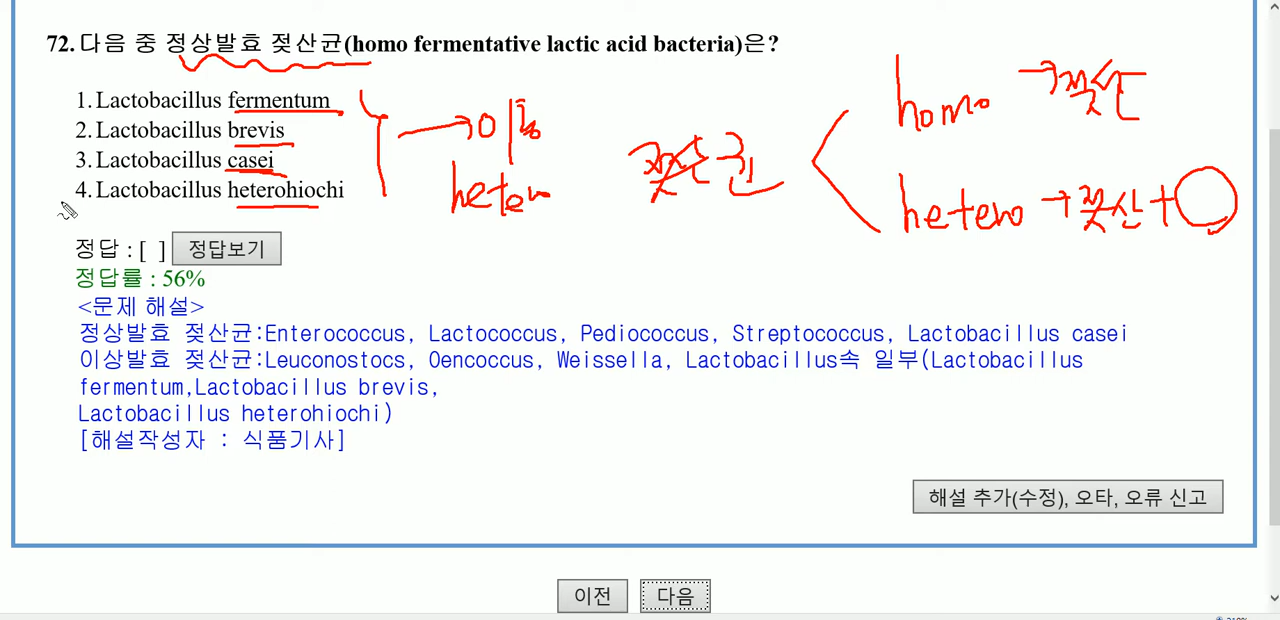 72. 다음 중 정상발효 젖산균(homo fermentative lactic acid bacteria)은?
1. Lactobacillus fermentum
2. Lactobacillus brevis
3. Lactobacillus casei
4. Lactobacillus heterohiochi
hetero
homo → 젖산
hetero → 젖산 +
정답 : [ ] 정답보기
정답률 : 56%
<문제 해설>
정상발효 젖산균:Enterococcus, Lactococcus, Pediococcus, Streptococcus, Lactobacillus casei
이상발효 젖산균:Leuconostocs, Oencoccus, Weissella, Lactobacillus속 일부(Lactobacillus
fermentum,Lactobacillus brevis,
Lactobacillus heterohiochi)
[해설작성자 : 식품기사]
해설 추가(수정), 오타, 오류 신고
이전 다음